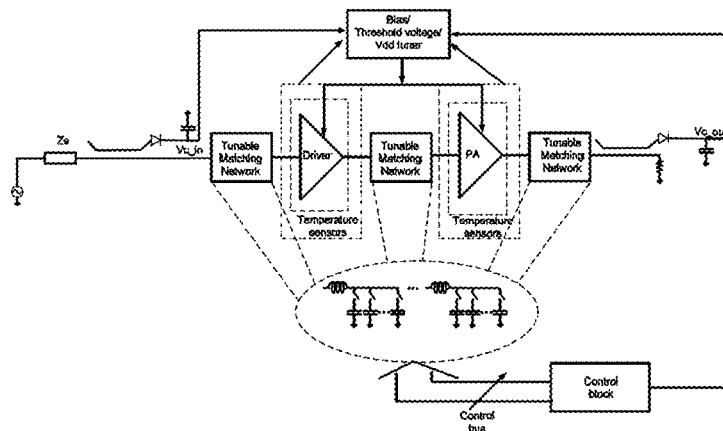 Bias/
Threshold voltage/
Vdd tuner
Zs
Vc_in
Tunable
Matching
Network
Driver
Tunable
Matching
Network
PA
Tunable
Matching
Network
Temperature
sensors
Temperature
sensors
...
Control
block
Control
bus